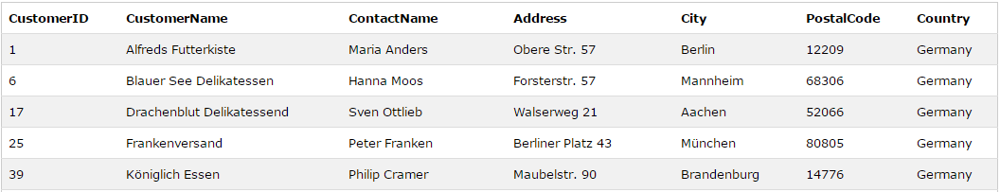 CustomerID CustomerName ContactName Address City PostalCode Country
1 Alfreds Futterkiste Maria Anders Obere Str. 57 Berlin 12209 Germany
6 Blauer See Delikatessen Hanna Moos Forsterstr. 57 Mannheim 68306 Germany
17 Drachenblut Delikatessend Sven Ottlieb Walserweg 21 Aachen 52066 Germany
25 Frankenversand Peter Franken Berliner Platz 43 München 80805 Germany
39 Königlich Essen Philip Cramer Maubelstr. 90 Brandenburg 14776 Germany